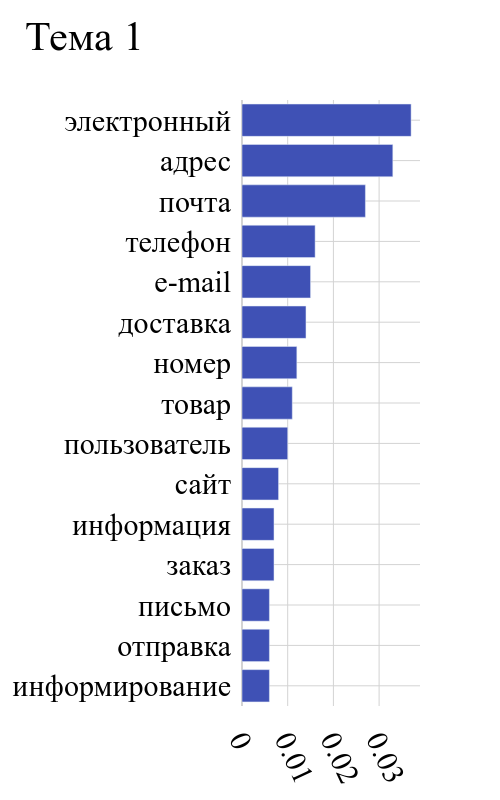 Тема 1
электронный
адрес
почта
телефон
e-mail
доставка
номер
товар
пользователь
сайт
информация
заказ
письмо
отправка
информирование
0
0.01
0.02
0.03